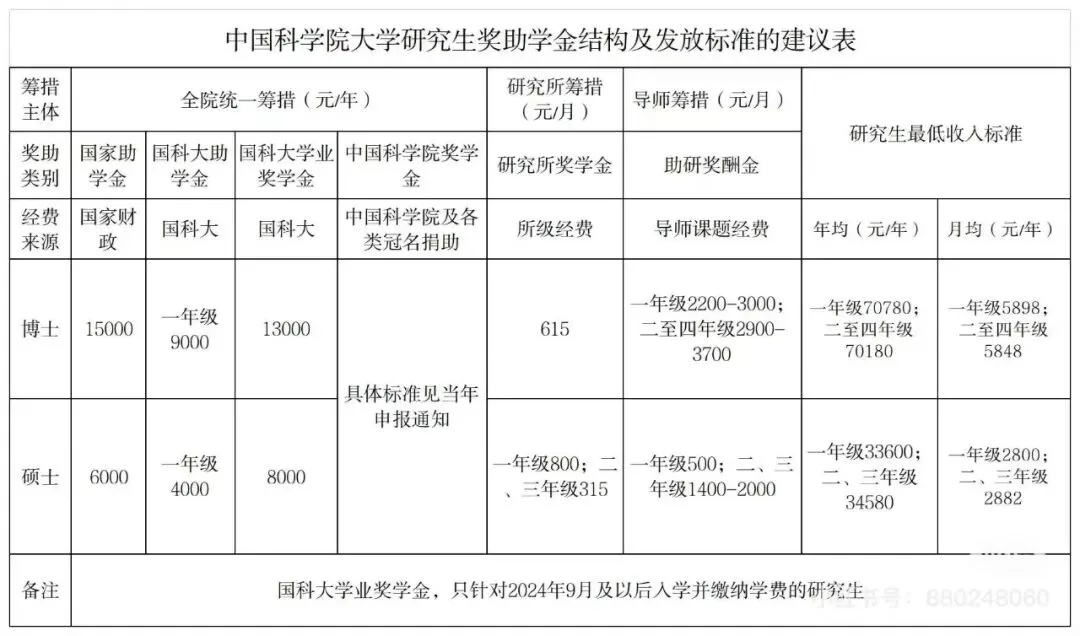 中国科学院大学研究生奖助学金结构及发放标准的建议表
筹措
主体
全院统一筹措（元/年）
研究所筹措
（元/月）
导师筹措（元/月）
研究生最低收入标准
奖助
类别
国家助
学金
国科大助
学金
国科大学业
奖学金
中国科学院奖学
金
研究所奖学金
助研奖酬金
经费
来源
国家财
政
国科大
国科大
中国科学院及各
类冠名捐助
所级经费
导师课题经费
年均（元/年）
月均（元/年）
博士
15000
一年级
9000
13000
具体标准见当年
申报通知
615
一年级2200-3000；
二至四年级2900-
3700
一年级70780；
二至四年级
70180
一年级5898；
二至四年级
5848
硕士
6000
一年级
4000
8000
一年级800；二
、三年级315
一年级500；二、三
年级1400-2000
一年级33600；
二、三年级
34580
一年级2800；
二、三年级
2882
备注
国科大学业奖学金，只针对2024年9月及以后入学并缴纳学费的研究生
小红书号：880248060